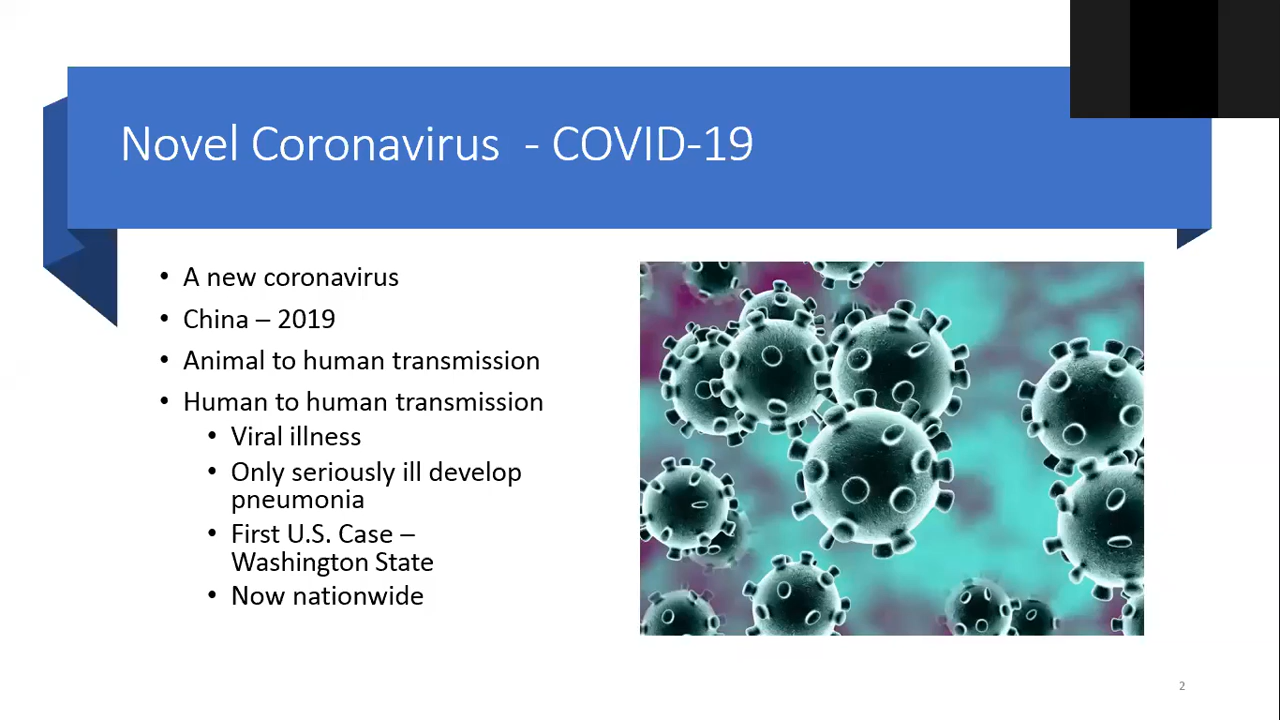 Novel Coronavirus - COVID-19
• A new coronavirus
• China – 2019
• Animal to human transmission
• Human to human transmission
• Viral illness
• Only seriously ill develop
pneumonia
• First U.S. Case –
Washington State
• Now nationwide
2